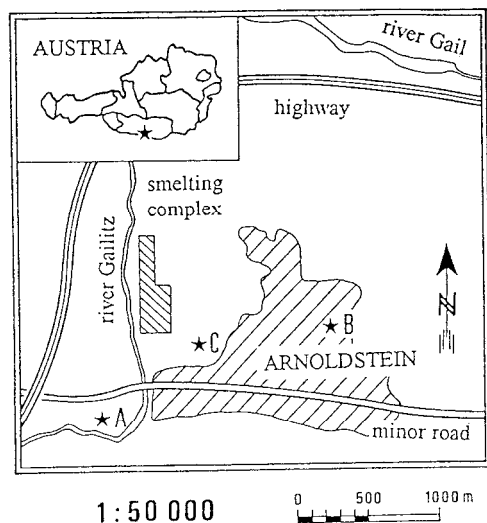 AUSTRIA
river Gail
highway
smelting
complex
river Gailitz
N
C
B
ARNOLDSTEIN
A
minor road
1:50 000
0 500 1000 m